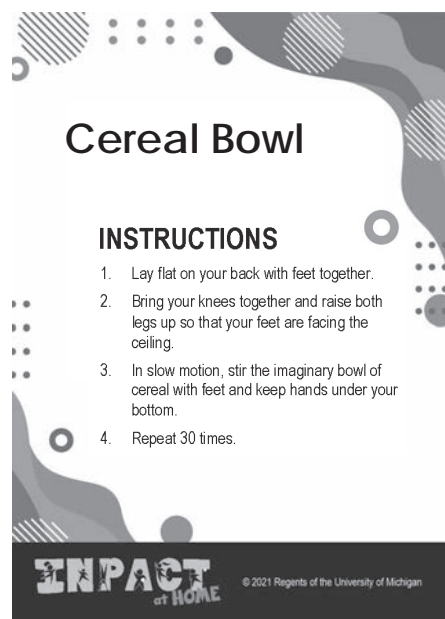 Cereal Bowl
INSTRUCTIONS
1. Lay flat on your back with feet together.
2. Bring your knees together and raise both
legs up so that your feet are facing the
ceiling.
3. In slow motion, stir the imaginary bowl of
cereal with feet and keep hands under your
bottom.
4. Repeat 30 times.
INPACT
at HOME
© 2021 Regents of the University of Michigan